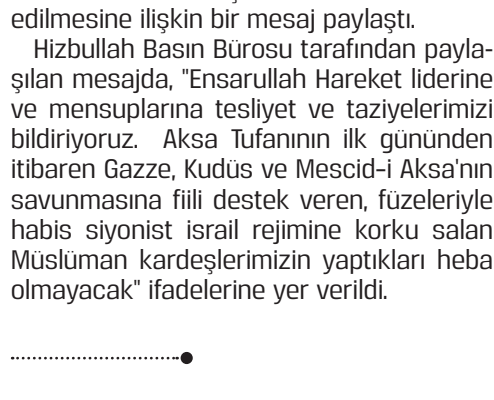 edilmesine ilişkin bir mesaj paylaştı.
Hizbullah Basın Bürosu tarafından payla-
şılan mesajda, "Ensarullah Hareket liderine
ve mensuplarına tesliyet ve taziyelerimizi
bildiriyoruz. Aksa Tufanının ilk gününden
itibaren Gazze, Kudüs ve Mescid-i Aksa'nın
savunmasına fiili destek veren, füzeleriyle
habis siyonist israil rejimine korku salan
Müslüman kardeşlerimizin yaptıkları heba
olmayacak" ifadelerine yer verildi.